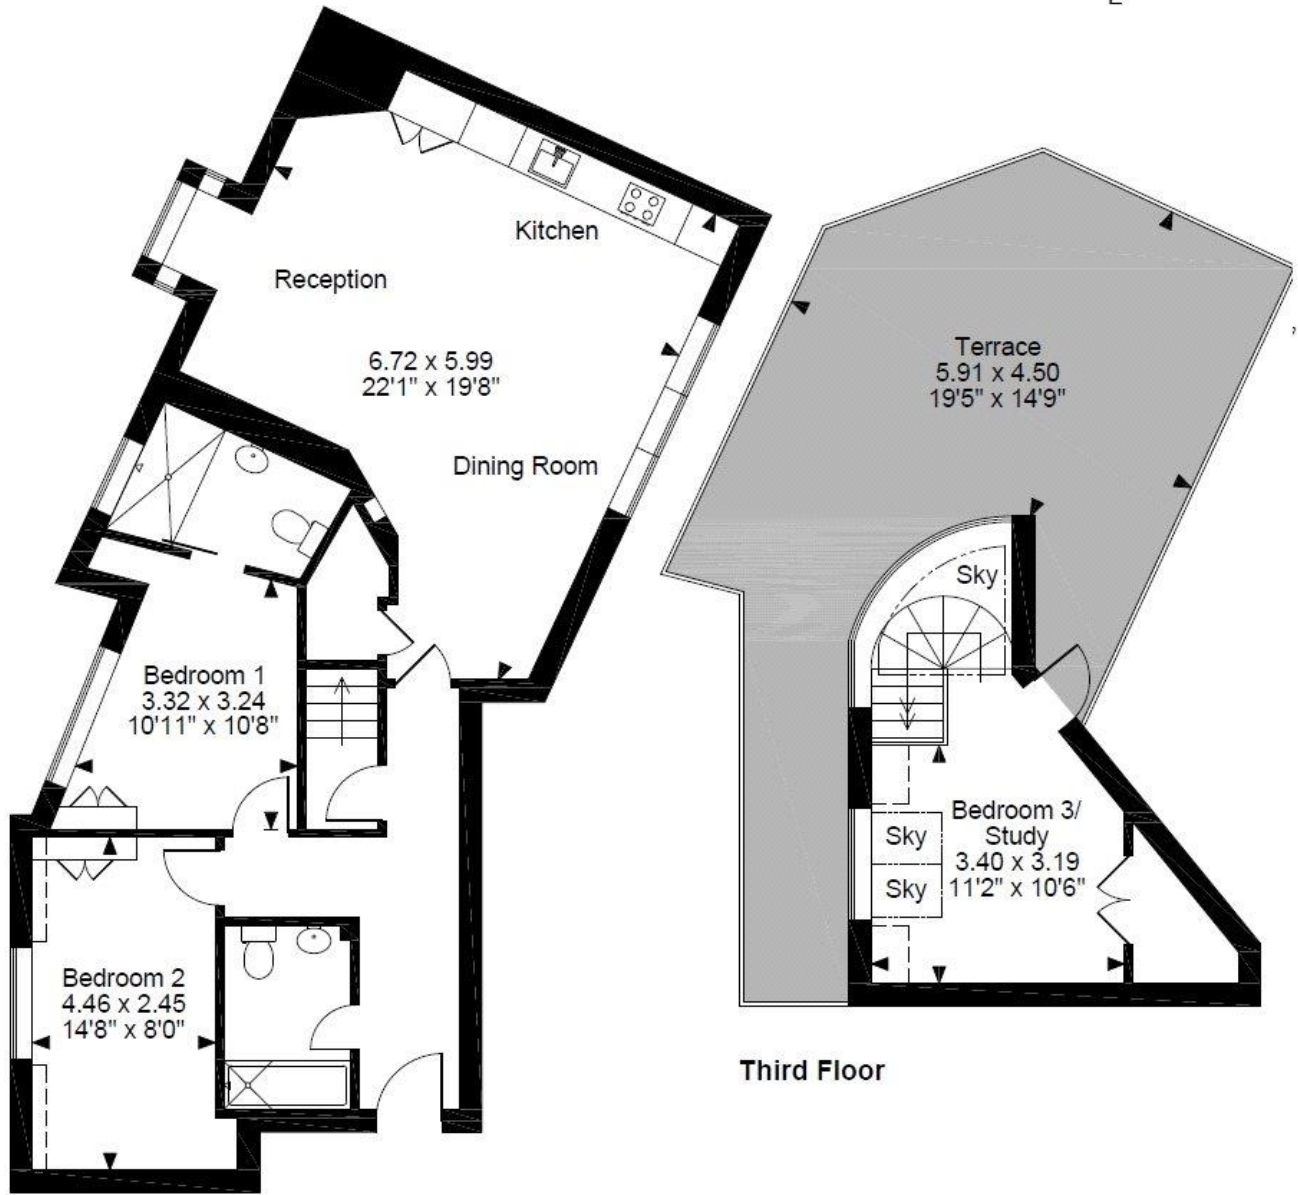 Kitchen
Reception
6.72 x 5.99
22'1" x 19'8"
Dining Room
Bedroom 1
3.32 x 3.24
10'11" x 10'8"
Bedroom 2
4.46 x 2.45
14'8" x 8'0"
Terrace
5.91 x 4.50
19'5" x 14'9"
Sky
Bedroom 3/
Study
3.40 x 3.19
11'2" x 10'6"
Sky
Sky
Third Floor